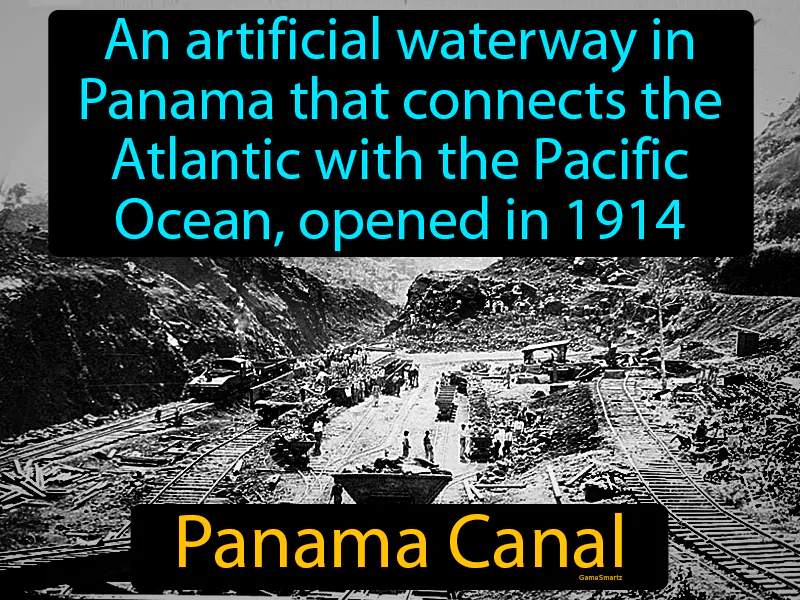 An artificial waterway in
Panama that connects the
Atlantic with the Pacific
Ocean, opened in 1914
Panama Canal
GameSmartz